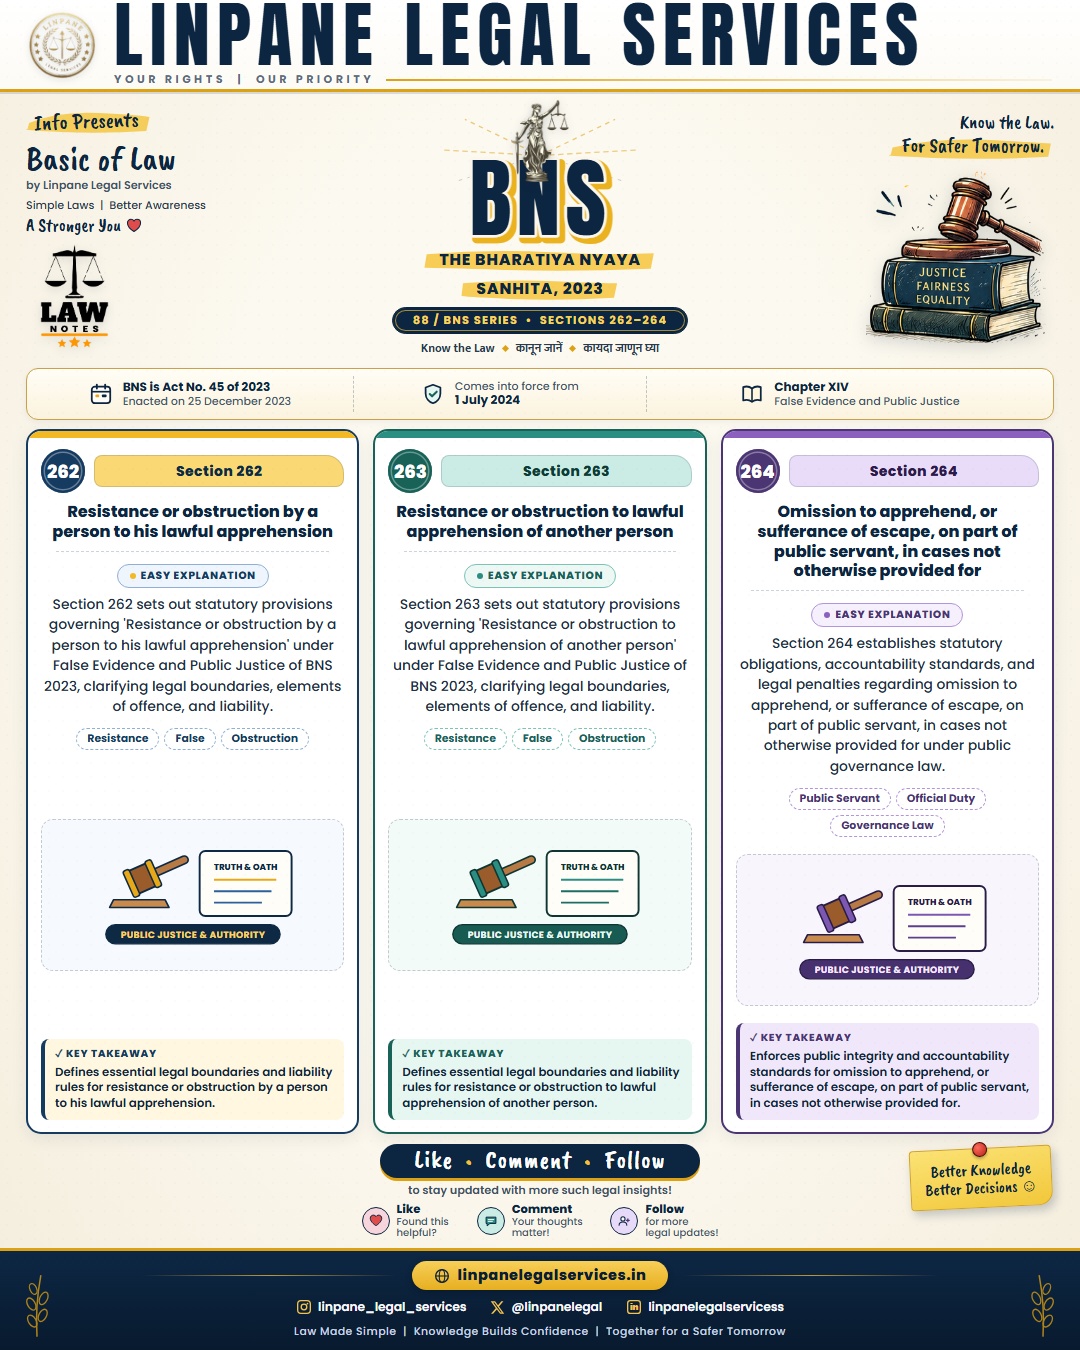 LINPANE LEGAL SERVICES
YOUR RIGHTS | OUR PRIORITY
Info Presents
Basic of Law
by Linpane Legal Services
Simple Laws | Better Awareness
A Stronger You ❤️
LAW
NOTES
BNS
THE BHARATIYA NYAYA
SANHITA, 2023
88 / BNS SERIES • SECTIONS 262–264
Know the Law ◆ कानून जानें ◆ कायदा जाणून घ्या
Know the Law.
For Safer Tomorrow.
JUSTICE
FAIRNESS
EQUALITY
BNS is Act No. 45 of 2023
Enacted on 25 December 2023
Comes into force from
1 July 2024
Chapter XIV
False Evidence and Public Justice
262
Section 262
Resistance or obstruction by a
person to his lawful apprehension
EASY EXPLANATION
Section 262 sets out statutory provisions
governing 'Resistance or obstruction by a
person to his lawful apprehension' under
False Evidence and Public Justice of BNS
2023, clarifying legal boundaries, elements
of offence, and liability.
Resistance False Obstruction
TRUTH & OATH
PUBLIC JUSTICE & AUTHORITY
✓ KEY TAKEAWAY
Defines essential legal boundaries and liability
rules for resistance or obstruction by a person
to his lawful apprehension.
263
Section 263
Resistance or obstruction to lawful
apprehension of another person
EASY EXPLANATION
Section 263 sets out statutory provisions
governing 'Resistance or obstruction to
lawful apprehension of another person'
under False Evidence and Public Justice of
BNS 2023, clarifying legal boundaries,
elements of offence, and liability.
Resistance False Obstruction
TRUTH & OATH
PUBLIC JUSTICE & AUTHORITY
✓ KEY TAKEAWAY
Defines essential legal boundaries and liability
rules for resistance or obstruction to lawful
apprehension of another person.
264
Section 264
Omission to apprehend, or
sufferance of escape, on part of
public servant, in cases not
otherwise provided for
EASY EXPLANATION
Section 264 establishes statutory
obligations, accountability standards, and
legal penalties regarding omission to
apprehend, or sufferance of escape, on
part of public servant, in cases not
otherwise provided for under public
governance law.
Public Servant Official Duty
Governance Law
TRUTH & OATH
PUBLIC JUSTICE & AUTHORITY
✓ KEY TAKEAWAY
Enforces public integrity and accountability
standards for omission to apprehend, or
sufferance of escape, on part of public servant,
in cases not otherwise provided for.
Like • Comment • Follow
to stay updated with more such legal insights!
Like
Found this
helpful?
Comment
Your thoughts
matter!
Follow
for more
legal updates!
Better Knowledge
Better Decisions ☺
linpanelegalservices.in
linpane_legal_services @linpanelegal linpanelegalservicess
Law Made Simple | Knowledge Builds Confidence | Together for a Safer Tomorrow